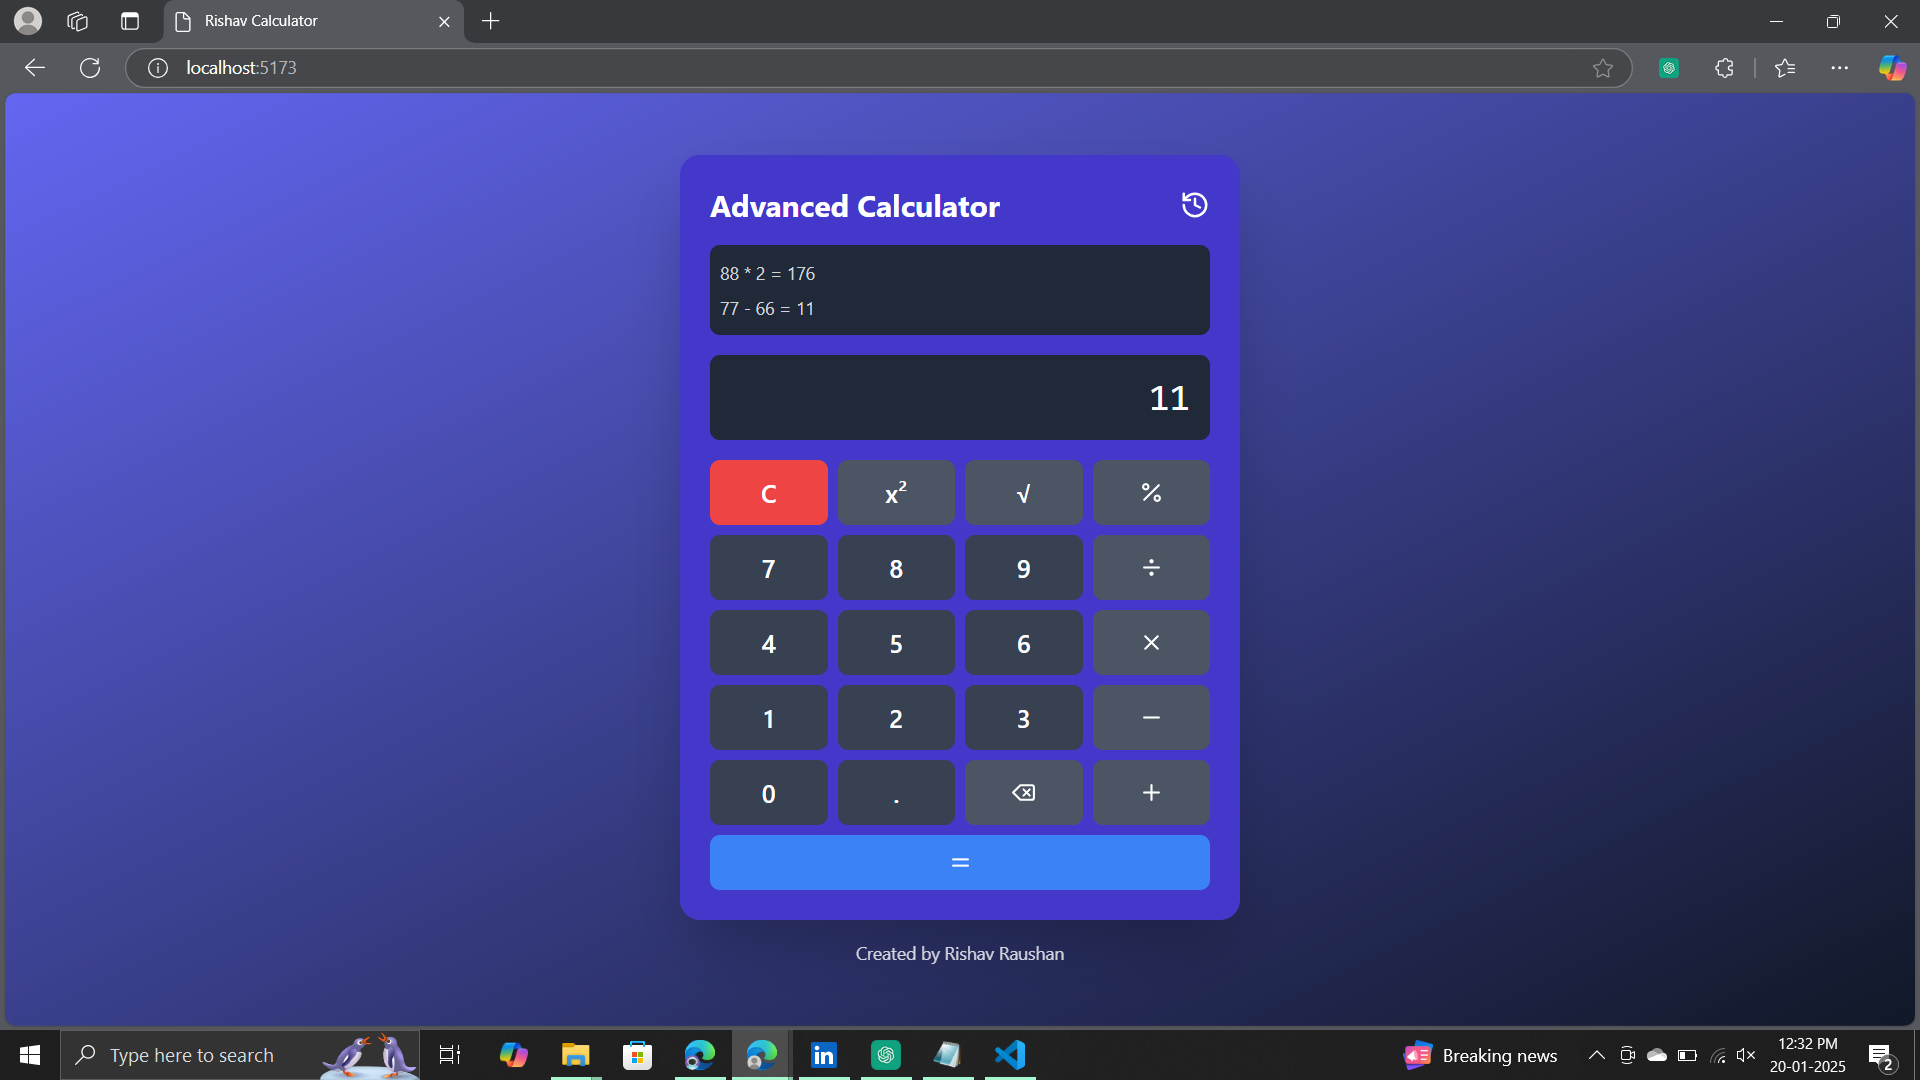 Rishav Calculator
localhost:5173
Advanced Calculator
88 * 2 = 176
77 - 66 = 11
11
C x² √ %
7 8 9 ÷
4 5 6 ×
1 2 3 −
0 . +
=
Created by Rishav Raushan
Type here to search
in
Breaking news
12:32 PM
20-01-2025
2